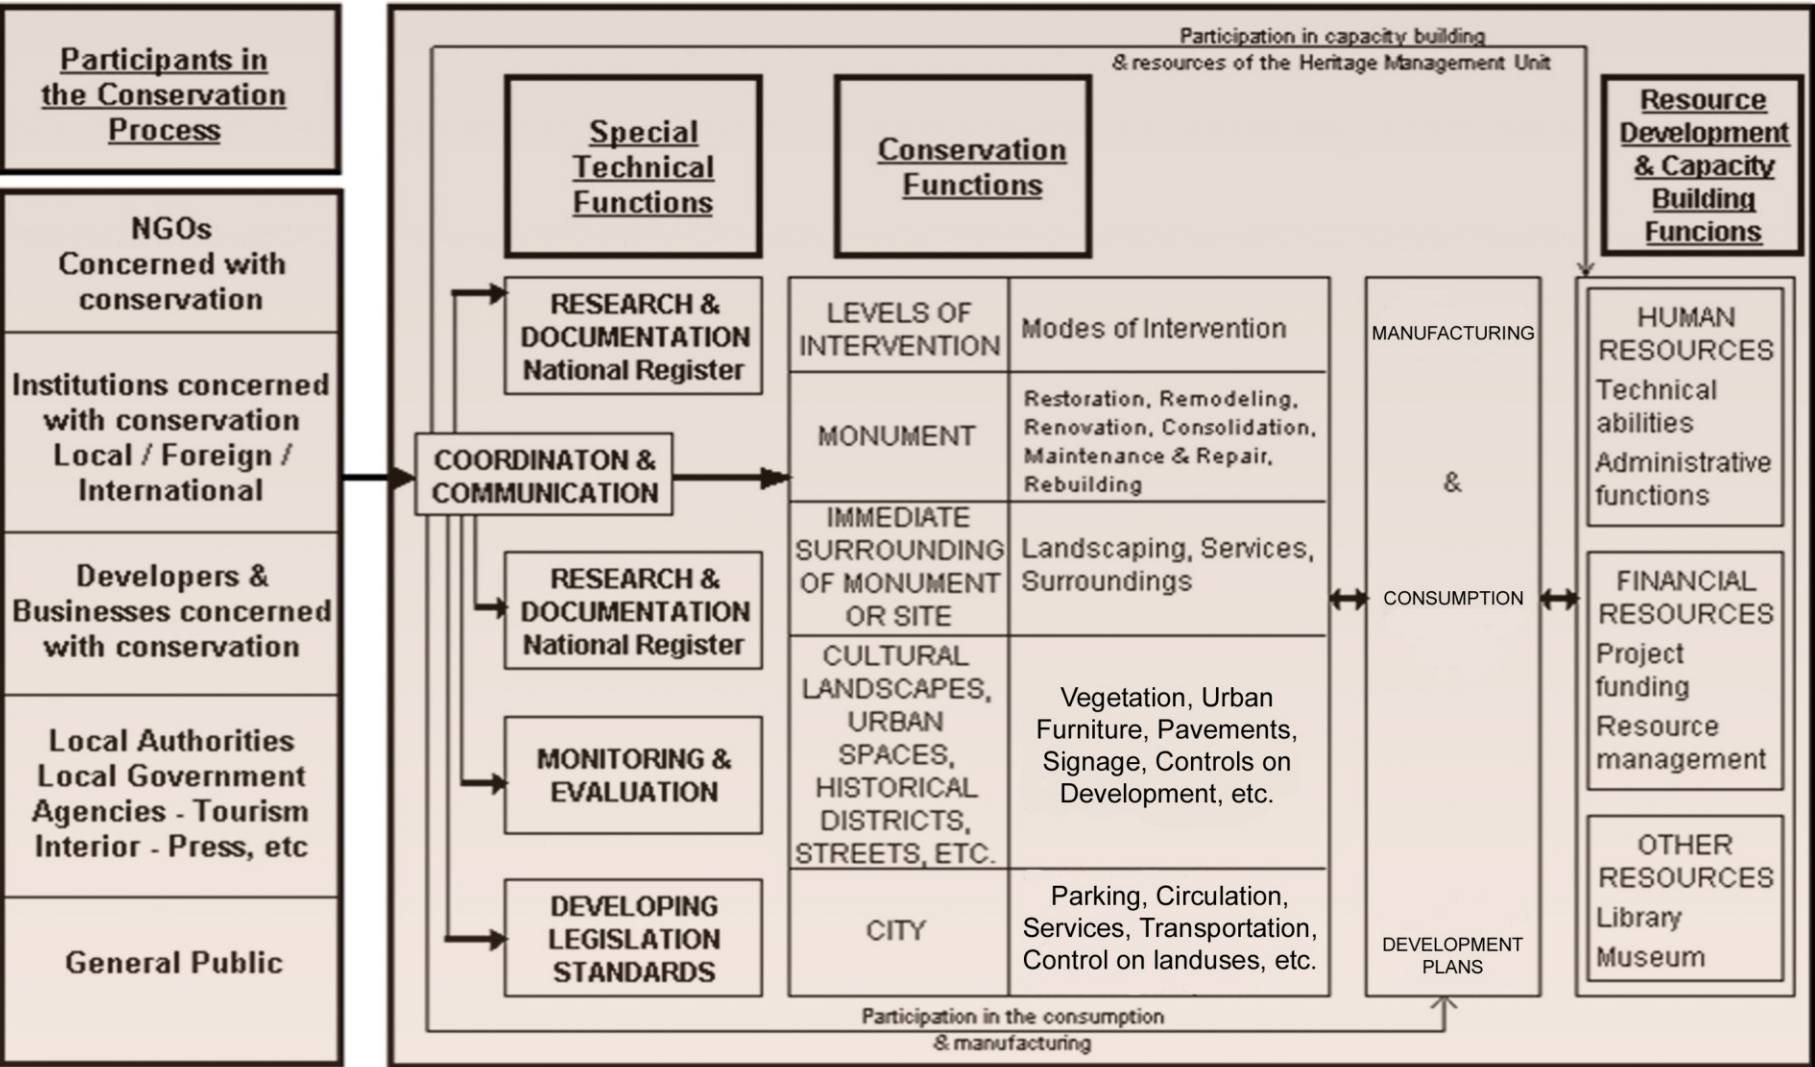 Participants in
the Conservation
Process
NGOs
Concerned with
conservation
Institutions concerned
with conservation
Local / Foreign /
International
Developers &
Businesses concerned
with conservation
Local Authorities
Local Government
Agencies - Tourism
Interior - Press, etc
General Public
Participation in capacity building
& resources of the Heritage Management Unit
Special
Technical
Functions
Conservation
Functions
Resource
Development
& Capacity
Building
Funcions
RESEARCH &
DOCUMENTATION
National Register
COORDINATON &
COMMUNICATION
RESEARCH &
DOCUMENTATION
National Register
MONITORING &
EVALUATION
DEVELOPING
LEGISLATION
STANDARDS
LEVELS OF
INTERVENTION
Modes of Intervention
MONUMENT
Restoration, Remodeling,
Renovation, Consolidation,
Maintenance & Repair,
Rebuilding
IMMEDIATE
SURROUNDING
OF MONUMENT
OR SITE
Landscaping, Services,
Surroundings
CULTURAL
LANDSCAPES,
URBAN
SPACES,
HISTORICAL
DISTRICTS,
STREETS, ETC.
Vegetation, Urban
Furniture, Pavements,
Signage, Controls on
Development, etc.
CITY
Parking, Circulation,
Services, Transportation,
Control on landuses, etc.
MANUFACTURING
&
CONSUMPTION
DEVELOPMENT
PLANS
HUMAN
RESOURCES
Technical
abilities
Administrative
functions
FINANCIAL
RESOURCES
Project
funding
Resource
management
OTHER
RESOURCES
Library
Museum
Participation in the consumption
& manufacturing